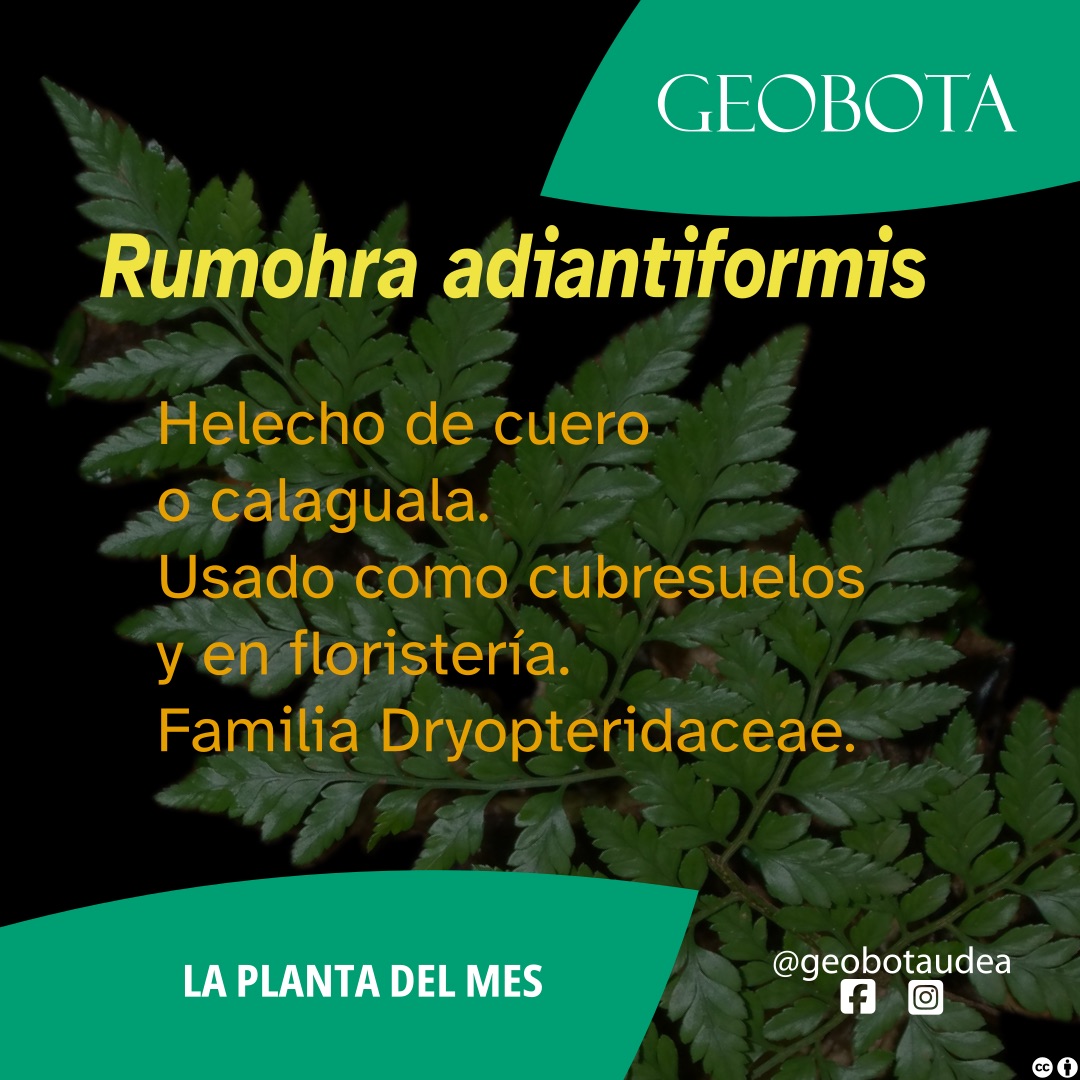 GEOBOTA
Rumohra adiantiformis
Helecho de cuero
o calaguala.
Usado como cubresuelos
y en floristería.
Familia Dryopteridaceae.
LA PLANTA DEL MES
@geobotaudea
cc